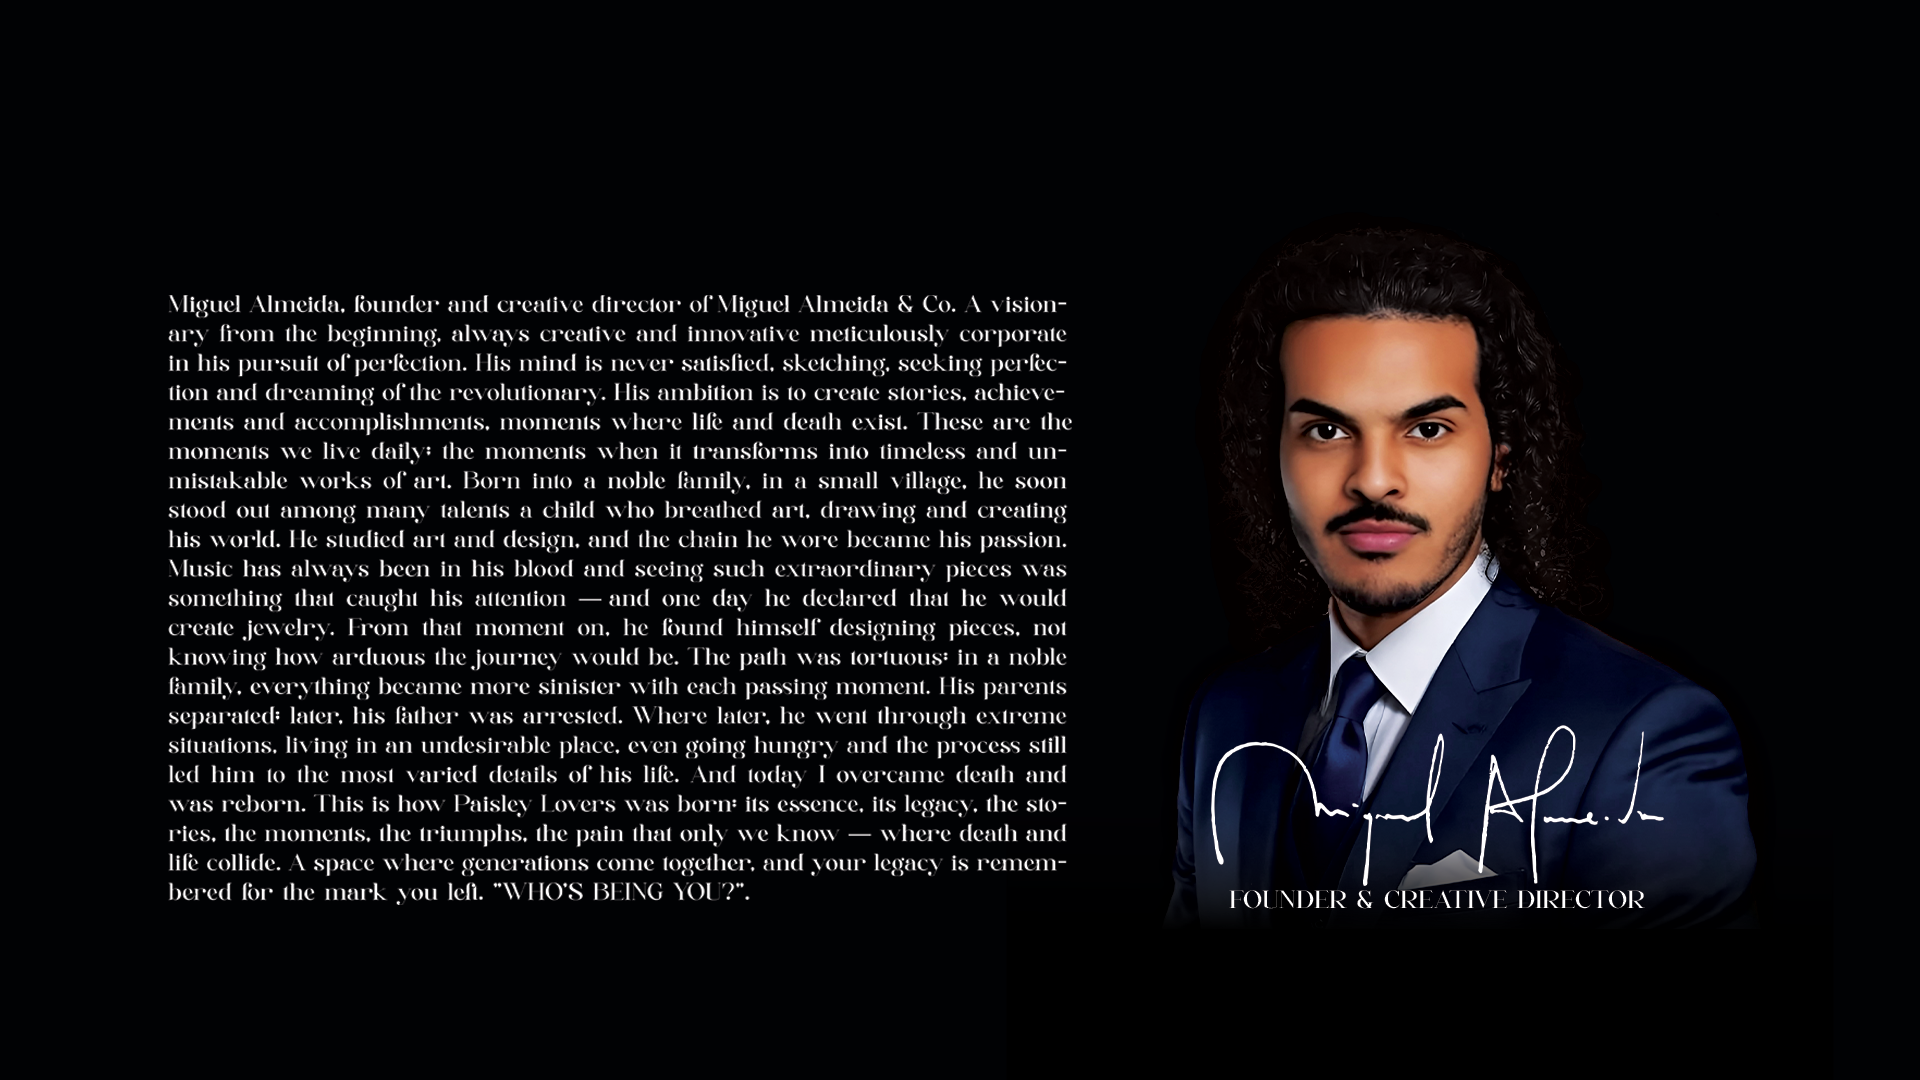 Miguel Almeida, founder and creative director of Miguel Almeida & Co. A vision-
ary from the beginning, always creative and innovative meticulously corporate
in his pursuit of perfection. His mind is never satisfied, sketching, seeking perfec-
tion and dreaming of the revolutionary. His ambition is to create stories, achieve-
ments and accomplishments, moments where life and death exist. These are the
moments we live daily; the moments when it transforms into timeless and un-
mistakable works of art. Born into a noble family, in a small village, he soon
stood out among many talents a child who breathed art, drawing and creating
his world. He studied art and design, and the chain he wore became his passion.
Music has always been in his blood and seeing such extraordinary pieces was
something that caught his attention — and one day he declared that he would
create jewelry. From that moment on, he found himself designing pieces, not
knowing how arduous the journey would be. The path was tortuous; in a noble
family, everything became more sinister with each passing moment. His parents
separated; later, his father was arrested. Where later, he went through extreme
situations, living in an undesirable place, even going hungry and the process still
led him to the most varied details of his life. And today I overcame death and
was reborn. This is how Paisley Lovers was born; its essence, its legacy, the sto-
ries, the moments, the triumphs, the pain that only we know — where death and
life collide. A space where generations come together, and your legacy is remem-
bered for the mark you left. "WHO'S BEING YOU?".
Miguel Almeida
FOUNDER & CREATIVE DIRECTOR